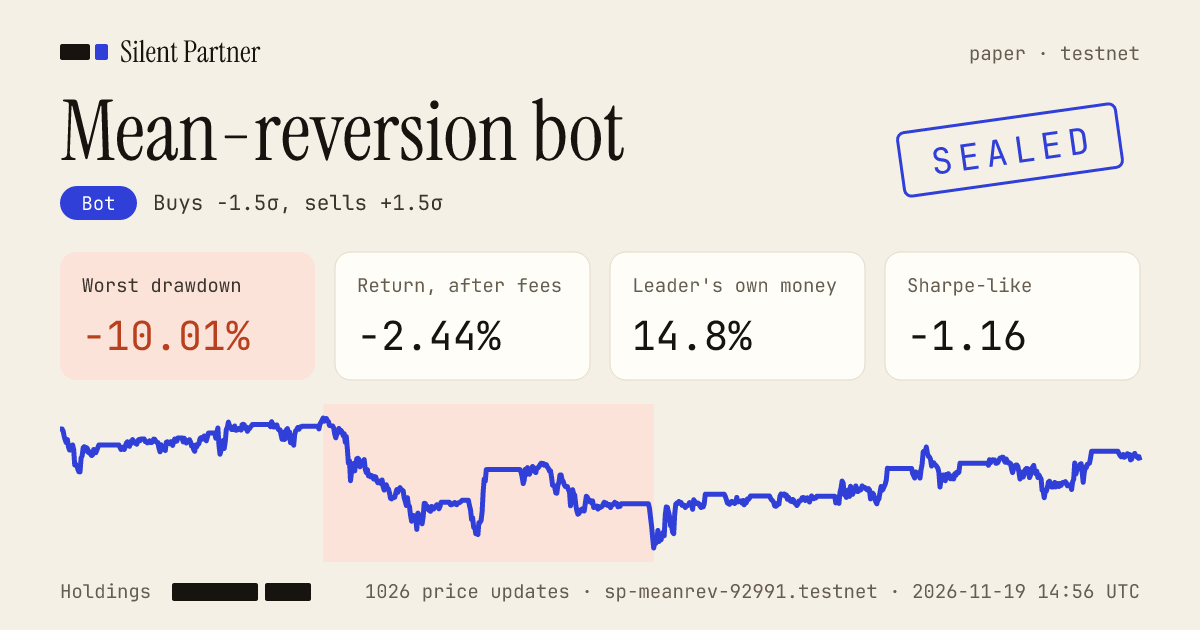 Silent Partner
paper · testnet
Mean-reversion bot
SEALED
Bot
Buys -1.5σ, sells +1.5σ
Worst drawdown
-10.01%
Return, after fees
-2.44%
Leader's own money
14.8%
Sharpe-like
-1.16
Holdings
1026 price updates · sp-meanrev-92991.testnet · 2026-11-19 14:56 UTC